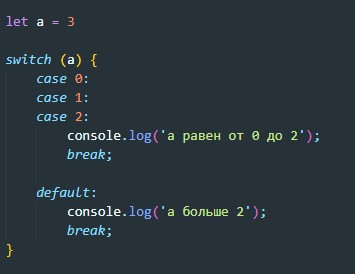 let a = 3
switch (a) {
case 0:
case 1:
case 2:
console.log('а равен от 0 до 2');
break;
default:
console.log('а больше 2');
break;
}